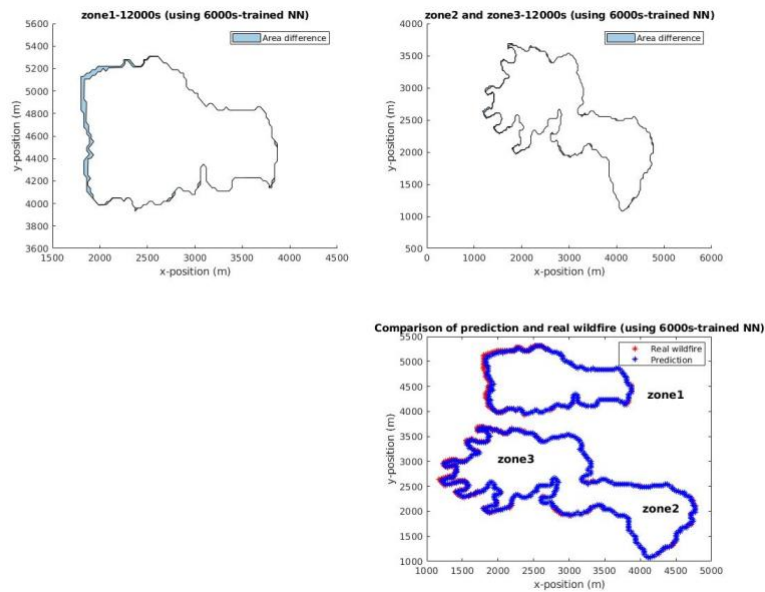 zone1-12000s (using 6000s-trained NN)
5600
5400
5200
5000
4800
4600
4400
4200
4000
3800
3600
y-position (m)
Area difference
1500 2000 2500 3000 3500 4000 4500
x-position (m)
zone2 and zone3-12000s (using 6000s-trained NN)
4000
3500
3000
2500
2000
1500
1000
500
y-position (m)
Area difference
0 1000 2000 3000 4000 5000 6000
x-position (m)
Comparison of prediction and real wildfire (using 6000s-trained NN)
5500
5000
4500
4000
3500
3000
2500
2000
1500
1000
y-position (m)
Real wildfire
Prediction
zone1
zone3
zone2
1000 1500 2000 2500 3000 3500 4000 4500 5000
x-position (m)